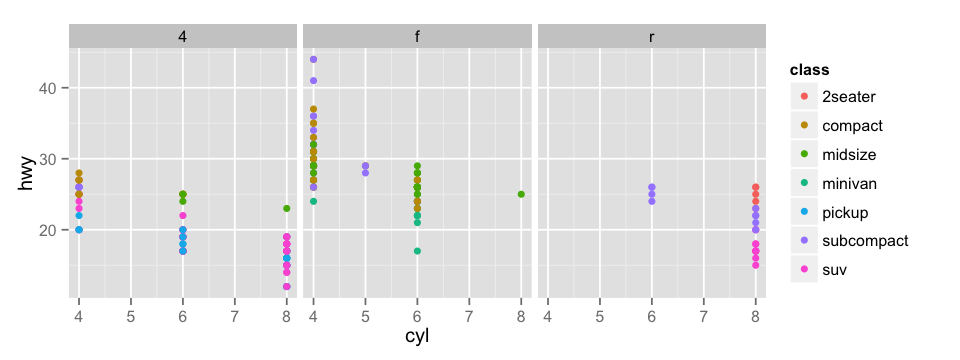 4 f r
hwy
40
30
20
4 5 6 7 8 4 5 6 7 8 4 5 6 7 8
cyl
class
2seater
compact
midsize
minivan
pickup
subcompact
suv